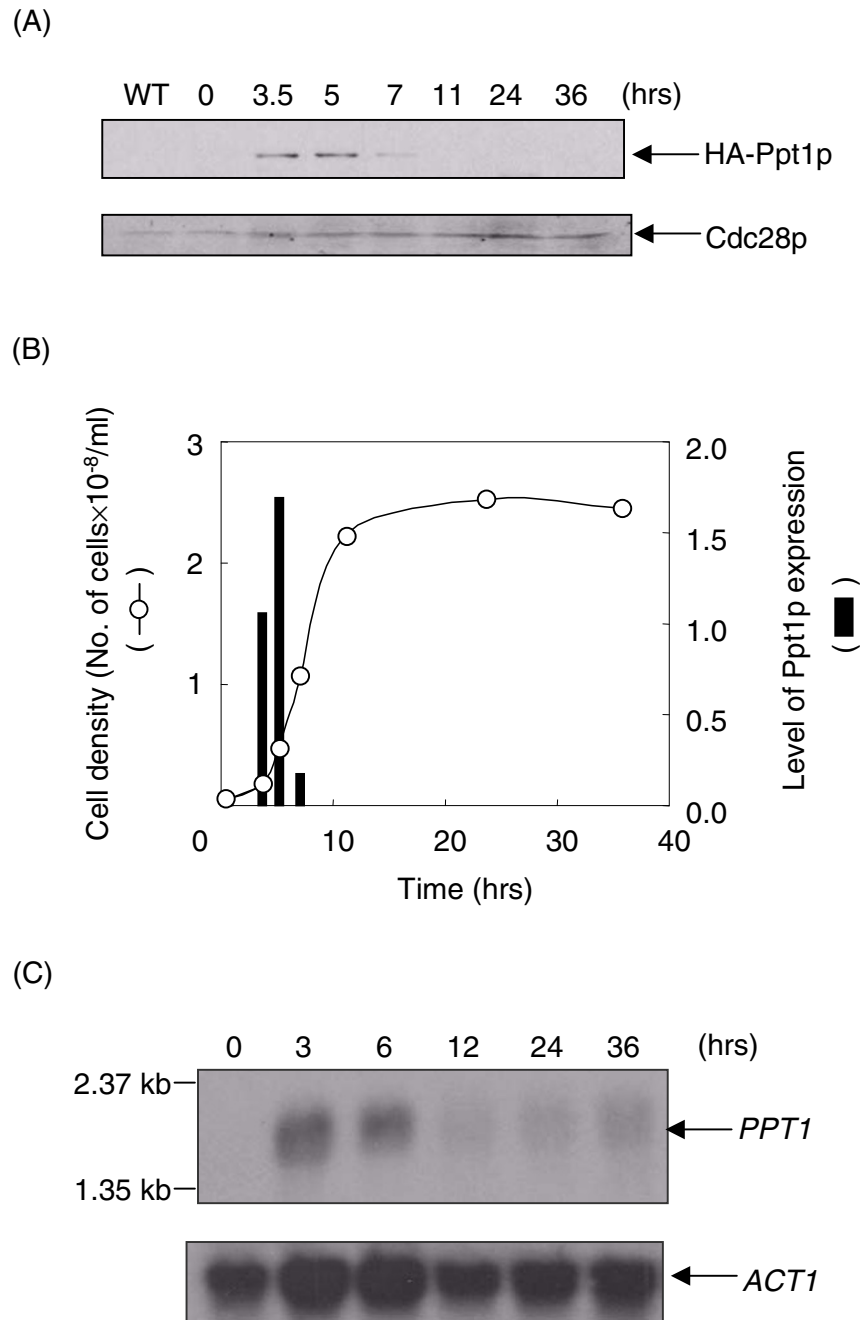 (A)
WT 0 3.5 5 7 11 24 36 (hrs)
HA-Ppt1p
Cdc28p
(B)
Cell density (No. of cells×10⁻⁸/ml)
( )
3
2
1
0 10 20 30 40
Time (hrs)
2.0
1.5
1.0
0.5
0.0
Level of Ppt1p expression
( )
(C)
0 3 6 12 24 36 (hrs)
2.37 kb
PPT1
1.35 kb
ACT1